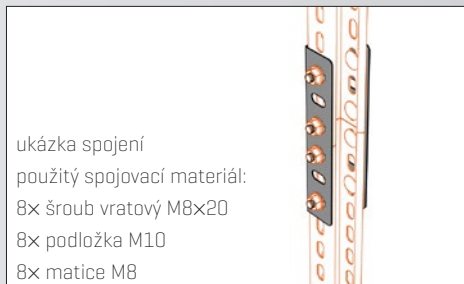 ukázka spojení
použitý spojovací materiál:
8× šroub vratový M8×20
8× podložka M10
8× matice M8